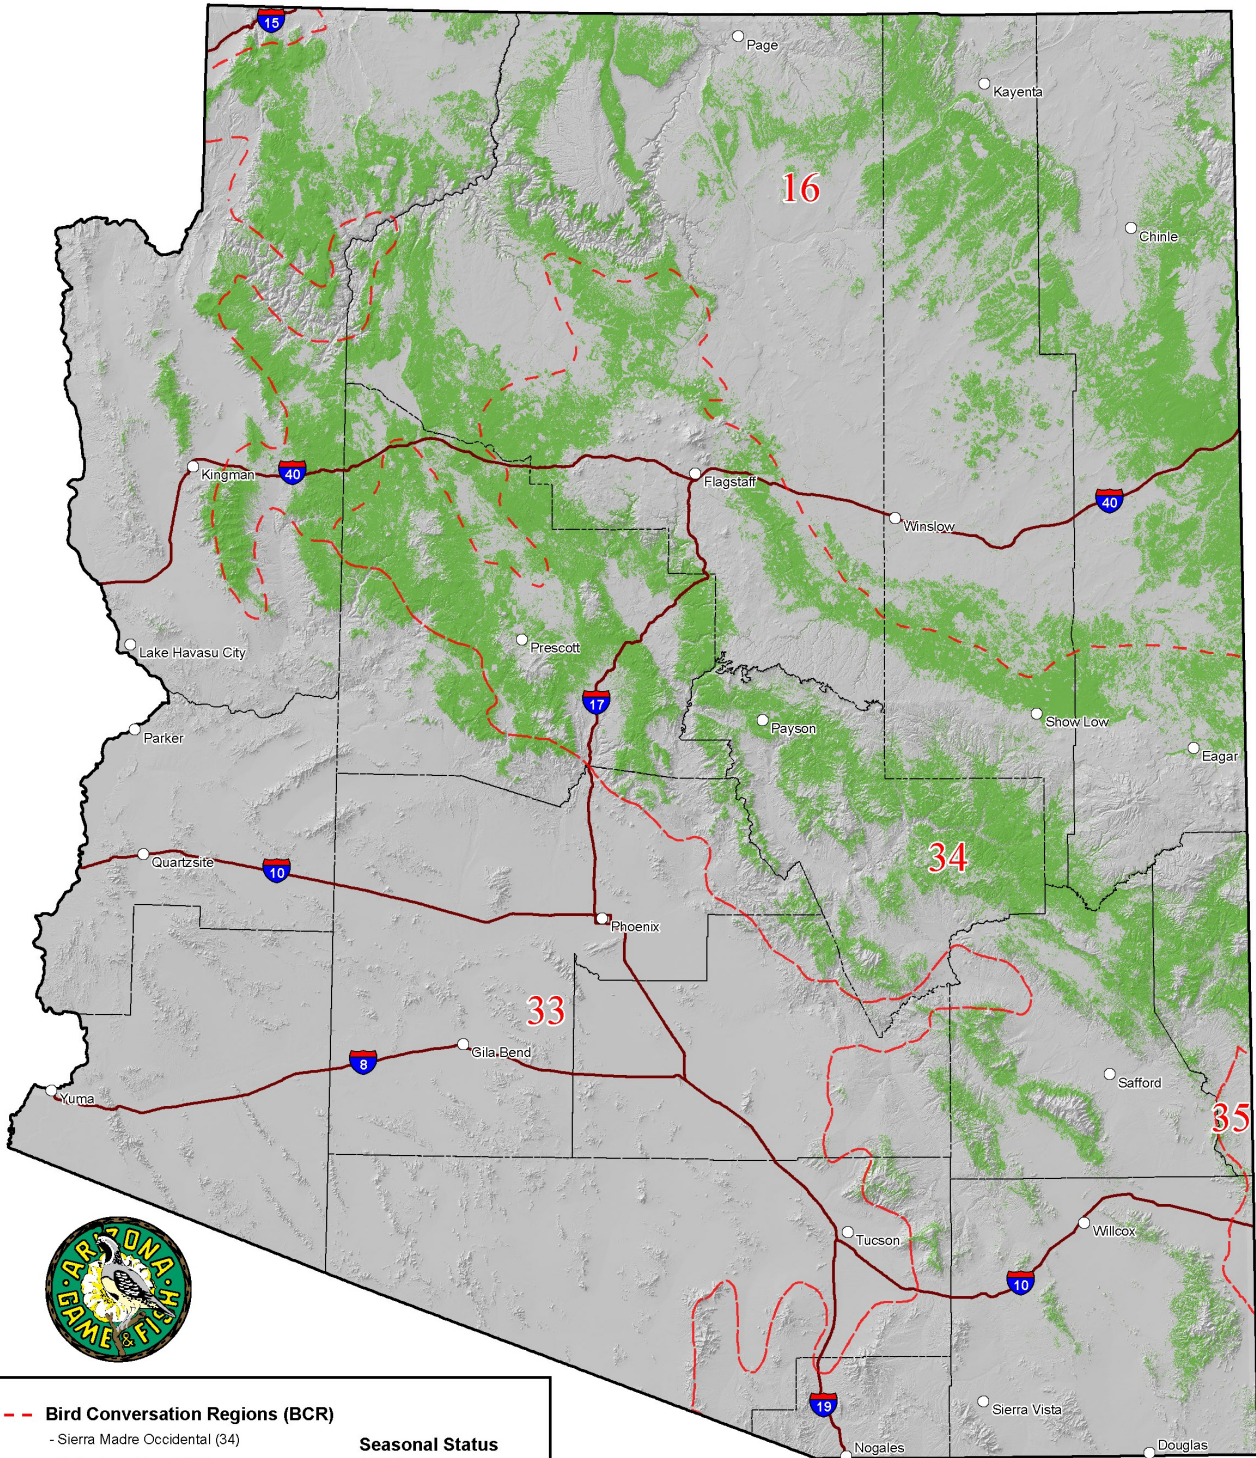 15
Page
Kayenta
16
Chinle
Kingman
40
Flagstaff
40
Winslow
Lake Havasu City
Prescott
17
Parker
Payson
Show Low
Eagar
Quartzsite
10
34
Phoenix
33
Gila Bend
8
Safford
Yuma
35
Willcox
Tucson
10
ARIZONA
GAME & FISH
19
Sierra Vista
Nogales
Douglas
Bird Conversation Regions (BCR)
- Sierra Madre Occidental (34)
Seasonal Status